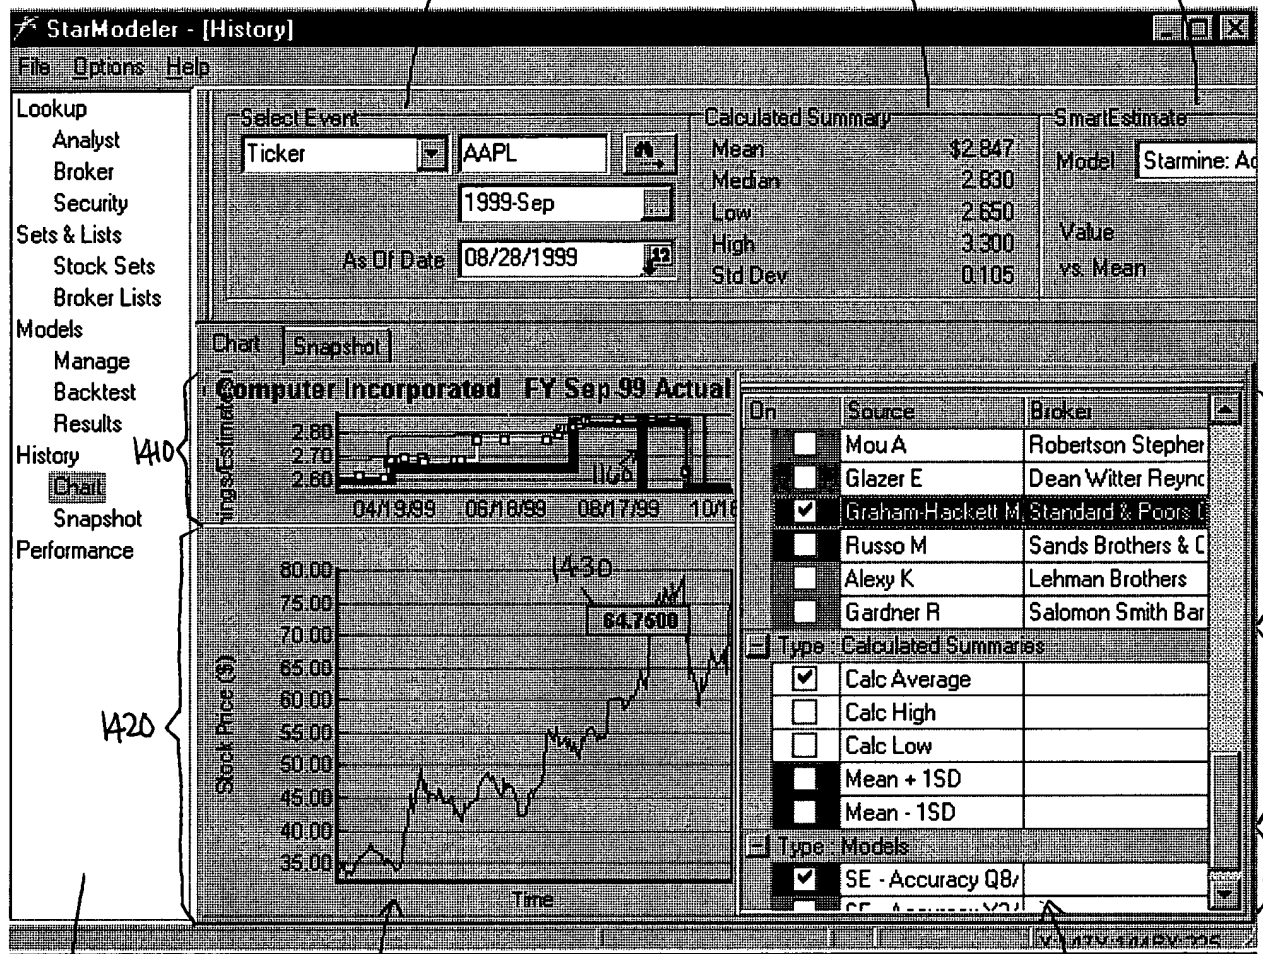 StarModeler - [History]
File Options Help
Lookup
Analyst
Broker
Security
Sets & Lists
Stock Sets
Broker Lists
Models
Manage
Backtest
Results
History
Chart
Snapshot
Performance
Select Event
Ticker
AAPL
1999-Sep
As Of Date 08/28/1999
12
Calculated Summary
Mean $2.847
Median 2.830
Low 2.650
High 3.300
Std Dev 0.105
SmartEstimate
Model Starmine: Ac
Value
vs. Mean
Chart Snapshot
Computer Incorporated FY Sep 99 Actual
ningsEstimate
2.80
2.70
2.60
1160
04/19/99 06/18/99 08/17/99 10/16
1410
1420
1430
64.7500
Stock Price ($)
80.00
75.00
70.00
65.00
60.00
55.00
50.00
45.00
40.00
35.00
Time
On Source Broker
Mou A Robertson Stepher
Glazer E Dean Witter Reync
Graham-Hackett M, Standard & Poors
Russo M Sands Brothers & C
Alexy K Lehman Brothers
Gardner R Salomon Smith Bar
Type : Calculated Summaries
Calc Average
Calc High
Calc Low
Mean + 1SD
Mean - 1SD
Type : Models
SE - Accuracy Q8/